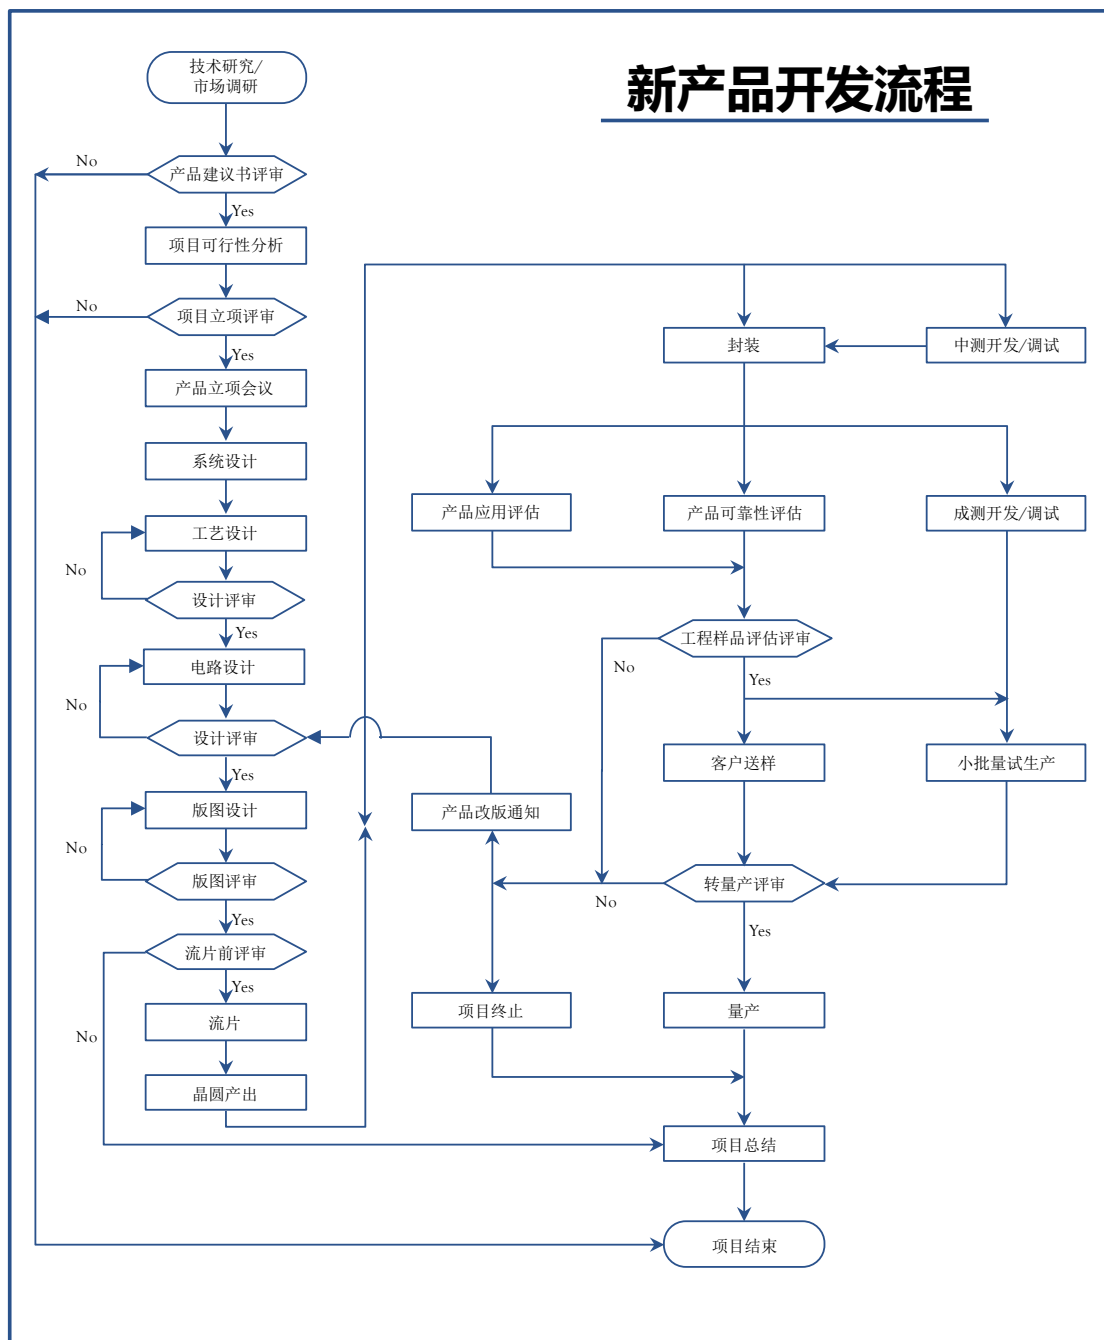 新产品开发流程
技术研究/
市场调研
No
产品建议书评审
Yes
项目可行性分析
No
项目立项评审
Yes
产品立项会议
系统设计
工艺设计
No
设计评审
Yes
电路设计
No
设计评审
Yes
版图设计
No
版图评审
Yes
流片前评审
Yes
No
流片
晶圆产出
封装
中测开发/调试
产品应用评估
产品可靠性评估
成测开发/调试
工程样品评估评审
No
Yes
客户送样
小批量试生产
产品改版通知
转量产评审
No
Yes
项目终止
量产
项目总结
项目结束